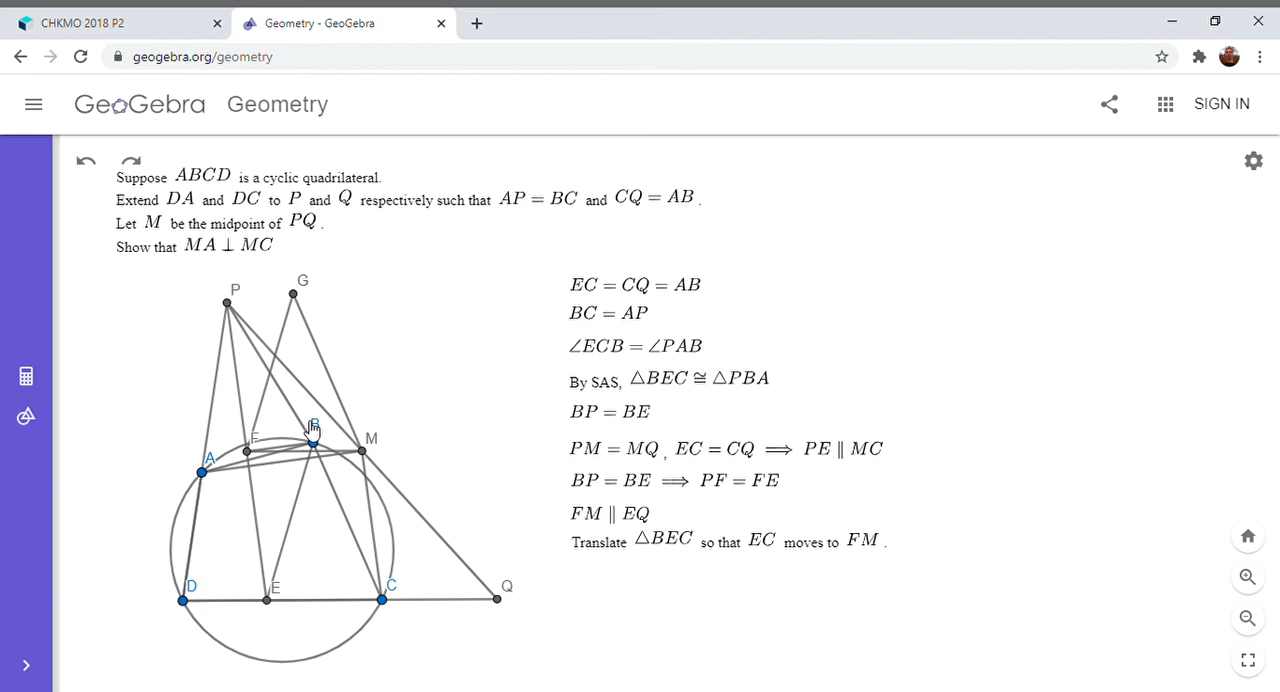 CHKMO 2018 P2
Geometry - GeoGebra
geogebra.org/geometry
GeoGebra Geometry
SIGN IN
Suppose ABCD is a cyclic quadrilateral.
Extend DA and DC to P and Q respectively such that AP = BC and CQ = AB .
Let M be the midpoint of PQ .
Show that MA ⊥ MC
P
G
F
B
M
A
D
E
C
Q
EC = CQ = AB
BC = AP
∠ECB = ∠PAB
By SAS, △BEC ≅ △PBA
BP = BE
PM = MQ , EC = CQ ⟹ PE ∥ MC
BP = BE ⟹ PF = FE
FM ∥ EQ
Translate △BEC so that EC moves to FM .